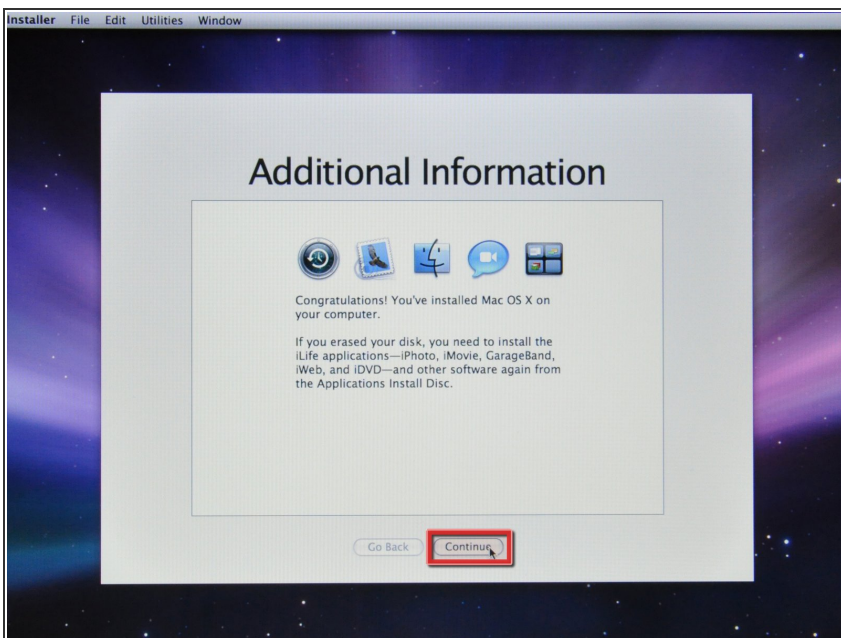 Installer File Edit Utilities Window
Additional Information
Congratulations! You've installed Mac OS X on
your computer.
If you erased your disk, you need to install the
iLife applications—iPhoto, iMovie, GarageBand,
iWeb, and iDVD—and other software again from
the Applications Install Disc.
Go Back Continue